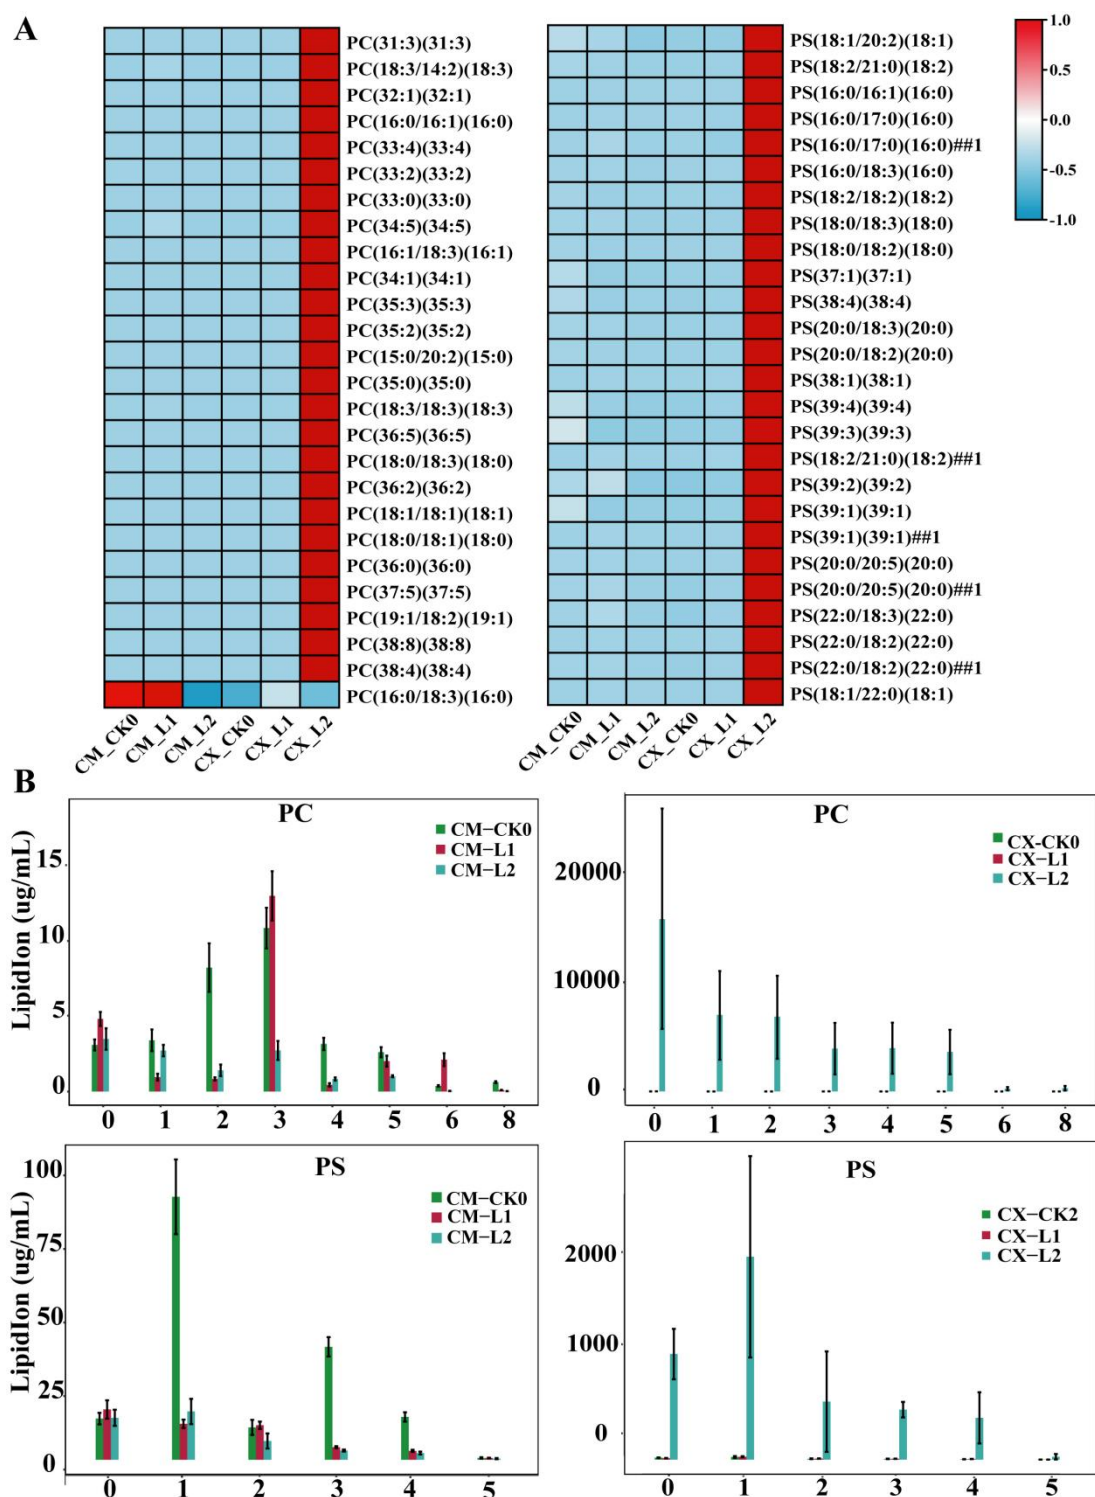 A
PC(31:3)(31:3)
PC(18:3/14:2)(18:3)
PC(32:1)(32:1)
PC(16:0/16:1)(16:0)
PC(33:4)(33:4)
PC(33:2)(33:2)
PC(33:0)(33:0)
PC(34:5)(34:5)
PC(16:1/18:3)(16:1)
PC(34:1)(34:1)
PC(35:3)(35:3)
PC(35:2)(35:2)
PC(15:0/20:2)(15:0)
PC(35:0)(35:0)
PC(18:3/18:3)(18:3)
PC(36:5)(36:5)
PC(18:0/18:3)(18:0)
PC(36:2)(36:2)
PC(18:1/18:1)(18:1)
PC(18:0/18:1)(18:0)
PC(36:0)(36:0)
PC(37:5)(37:5)
PC(19:1/18:2)(19:1)
PC(38:8)(38:8)
PC(38:4)(38:4)
PC(16:0/18:3)(16:0)
CM_CK0 CM_L1 CM_L2 CX_CK0 CX_L1 CX_L2
PS(18:1/20:2)(18:1)
PS(18:2/21:0)(18:2)
PS(16:0/16:1)(16:0)
PS(16:0/17:0)(16:0)
PS(16:0/17:0)(16:0)##1
PS(16:0/18:3)(16:0)
PS(18:2/18:2)(18:2)
PS(18:0/18:3)(18:0)
PS(18:0/18:2)(18:0)
PS(37:1)(37:1)
PS(38:4)(38:4)
PS(20:0/18:3)(20:0)
PS(20:0/18:2)(20:0)
PS(38:1)(38:1)
PS(39:4)(39:4)
PS(39:3)(39:3)
PS(18:2/21:0)(18:2)##1
PS(39:2)(39:2)
PS(39:1)(39:1)
PS(39:1)(39:1)##1
PS(20:0/20:5)(20:0)
PS(20:0/20:5)(20:0)##1
PS(22:0/18:3)(22:0)
PS(22:0/18:2)(22:0)
PS(22:0/18:2)(22:0)##1
PS(18:1/22:0)(18:1)
CM_CK0 CM_L1 CM_L2 CX_CK0 CX_L1 CX_L2
1.0
0.5
0.0
-0.5
-1.0
B
PC
CM−CK0
CM−L1
CM−L2
LipidIon (ug/mL)
15
10
5
0
0 1 2 3 4 5 6 8
PC
CX-CK0
CX−L1
CX−L2
20000
10000
0
0 1 2 3 4 5 6 8
PS
CM−CK0
CM−L1
CM−L2
LipidIon (ug/mL)
100
75
50
25
0
0 1 2 3 4 5
PS
CX−CK2
CX−L1
CX−L2
2000
1000
0
0 1 2 3 4 5